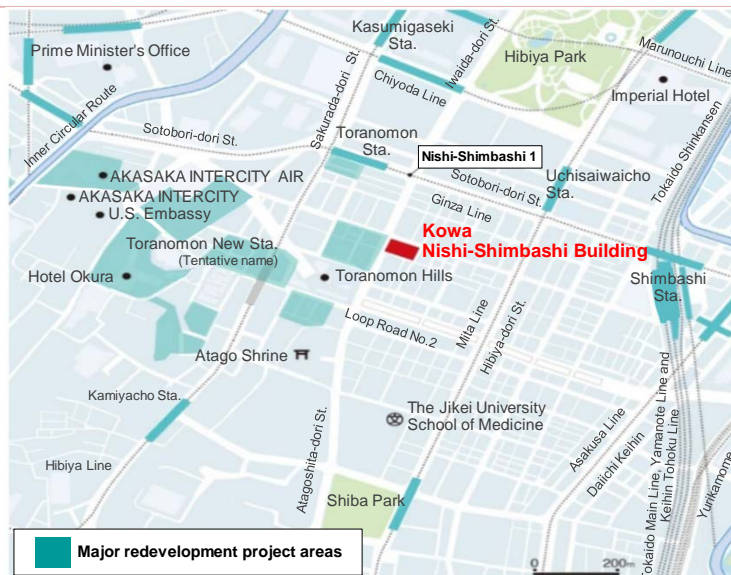 Prime Minister's Office
Kasumigaseki
Sta.
Iwaida-dori St.
Hibiya Park
Marunouchi Line
Chiyoda Line
Imperial Hotel
Inner Circular Route
Sakurada-dori St.
Sotobori-dori St.
Toranomon
Sta.
Nishi-Shimbashi 1
Sotobori-dori St.
Uchisaiwaicho
Sta.
Tokaido Shinkansen
AKASAKA INTERCITY AIR
AKASAKA INTERCITY
U.S. Embassy
Ginza Line
Kowa
Nishi-Shimbashi Building
Toranomon New Sta.
(Tentative name)
Hotel Okura
Toranomon Hills
Shimbashi
Sta.
Loop Road No.2
Mita Line
Hibiya-dori St.
Atago Shrine
Kamiyacho Sta.
The Jikei University
School of Medicine
Atagoshita-dori St.
Asakusa Line
Daiichi Keihin
Hibiya Line
Shiba Park
Tokaido Main Line, Yamanote Line and
Keihin Tohoku Line
Yurikamome
Major redevelopment project areas
0 200m